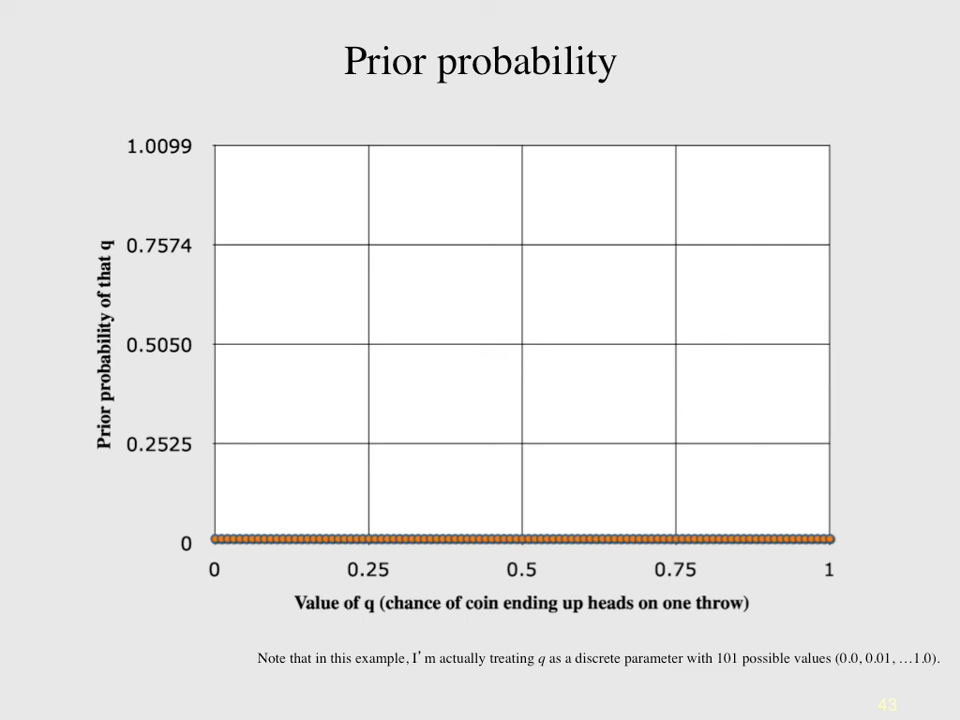 Prior probability
1.0099
0.7574
0.5050
0.2525
0
Prior probability of that q
0 0.25 0.5 0.75 1
Value of q (chance of coin ending up heads on one throw)
Note that in this example, I’m actually treating q as a discrete parameter with 101 possible values (0.0, 0.01, …1.0).
43